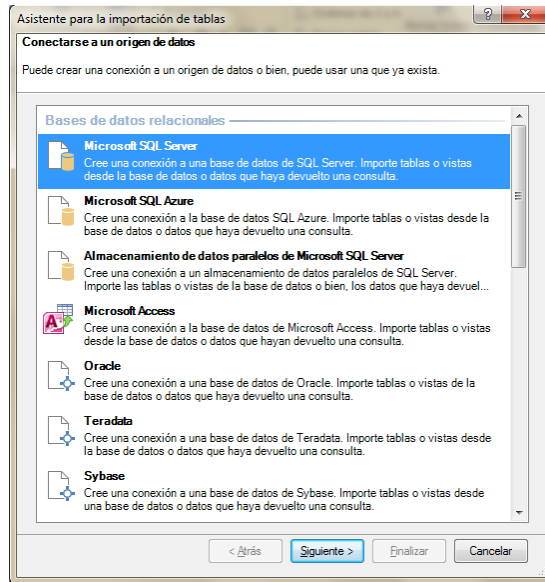 Asistente para la importación de tablas
Conectarse a un origen de datos
Puede crear una conexión a un origen de datos o bien, puede usar una que ya exista.
Bases de datos relacionales
Microsoft SQL Server
Cree una conexión a una base de datos de SQL Server. Importe tablas o vistas
desde la base de datos o datos que haya devuelto una consulta.
Microsoft SQL Azure
Cree una conexión a la base de datos SQL Azure. Importe tablas o vistas desde la
base de datos o datos que haya devuelto una consulta.
Almacenamiento de datos paralelos de Microsoft SQL Server
Cree una conexión a un almacenamiento de datos paralelos de SQL Server.
Importe las tablas o vistas de la base de datos o bien, los datos que haya devuel...
Microsoft Access
Cree una conexión a la base de datos de Microsoft Access. Importe tablas o vistas
desde la base de datos o datos que hayan devuelto una consulta.
Oracle
Cree una conexión a una base de datos de Oracle. Importe tablas o vistas de la
base de datos o datos que haya devuelto una consulta.
Teradata
Cree una conexión a una base de datos de Teradata. Importe tablas o vistas desde
la base de datos o datos que haya devuelto una consulta.
Sybase
Cree una conexión a una base de datos de Sybase. Importe tablas o vistas desde
una base de datos o datos que haya devuelto una consulta.
< Atrás Siguiente > Finalizar Cancelar